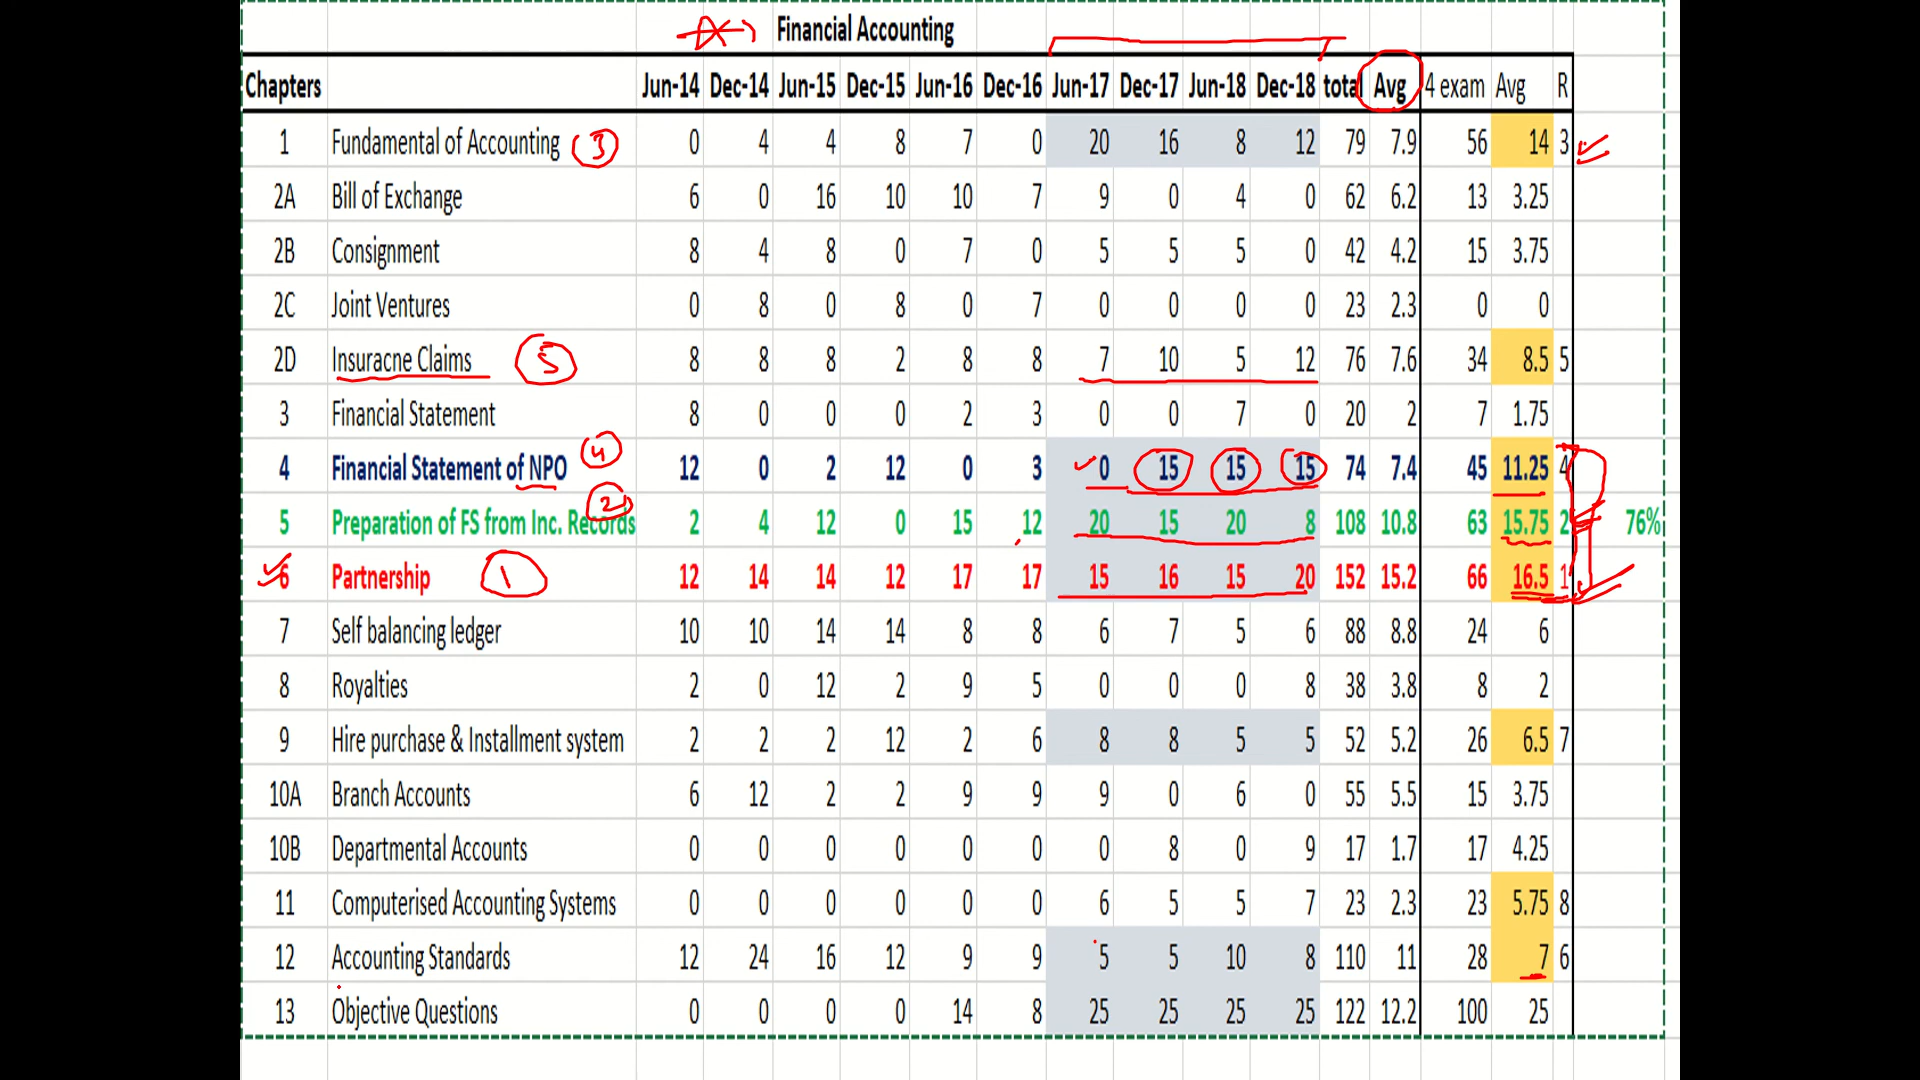 Financial Accounting
Chapters Jun-14 Dec-14 Jun-15 Dec-15 Jun-16 Dec-16 Jun-17 Dec-17 Jun-18 Dec-18 total Avg 4 exam Avg R
1 Fundamental of Accounting 3 0 4 4 8 7 0 20 16 8 12 79 7.9 56 14 3
2A Bill of Exchange 6 0 16 10 10 7 9 0 4 0 62 6.2 13 3.25
2B Consignment 8 4 8 0 7 0 5 5 5 0 42 4.2 15 3.75
2C Joint Ventures 0 8 0 8 0 7 0 0 0 0 23 2.3 0 0
2D Insuracne Claims 5 8 8 8 2 8 8 7 10 5 12 76 7.6 34 8.5 5
3 Financial Statement 8 0 0 0 2 3 0 0 7 0 20 2 7 1.75
4 Financial Statement of NPO 4 12 0 2 12 0 3 0 15 15 15 74 7.4 45 11.25 4
5 Preparation of FS from Inc. Records 2 2 4 12 0 15 12 20 15 20 8 108 10.8 63 15.75 2 76%
6 Partnership 1 12 14 14 12 17 17 15 16 15 20 152 15.2 66 16.5 1
7 Self balancing ledger 10 10 14 14 8 8 6 7 5 6 88 8.8 24 6
8 Royalties 2 0 12 2 9 5 0 0 0 8 38 3.8 8 2
9 Hire purchase & Installment system 2 2 2 12 2 6 8 8 5 5 52 5.2 26 6.5 7
10A Branch Accounts 6 12 2 2 9 9 9 0 6 0 55 5.5 15 3.75
10B Departmental Accounts 0 0 0 0 0 0 0 8 0 9 17 1.7 17 4.25
11 Computerised Accounting Systems 0 0 0 0 0 0 6 5 5 7 23 2.3 23 5.75 8
12 Accounting Standards 12 24 16 12 9 9 5 5 10 8 110 11 28 7 6
13 Objective Questions 0 0 0 0 14 8 25 25 25 25 122 12.2 100 25